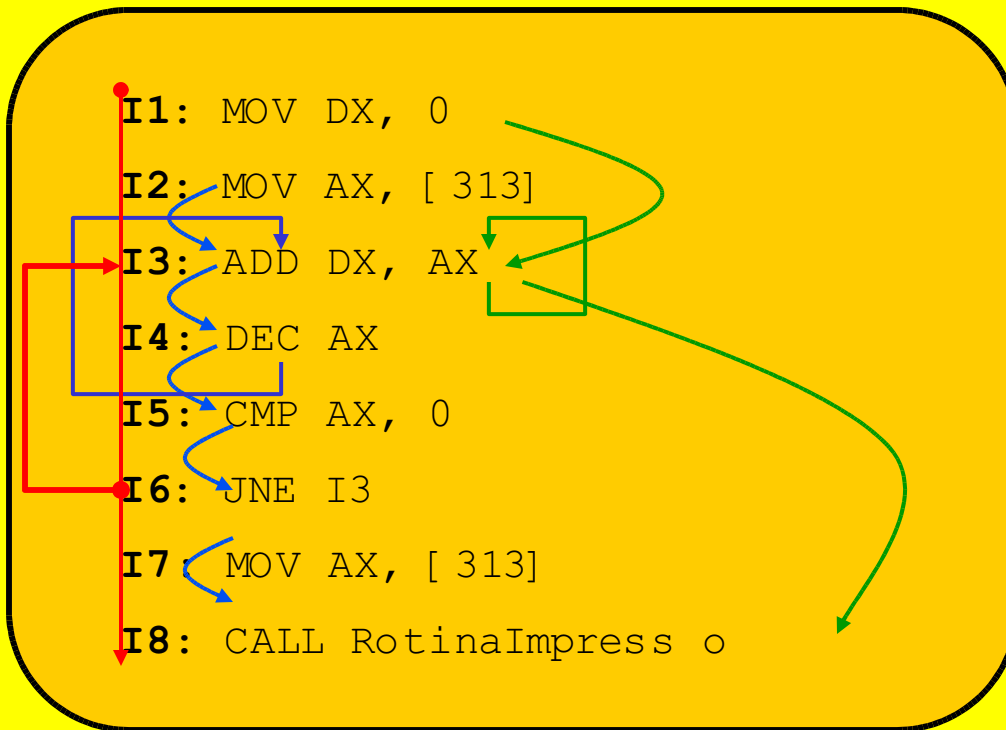 I1: MOV DX, 0
I2: MOV AX, [ 313]
I3: ADD DX, AX
I4: DEC AX
I5: CMP AX, 0
I6: JNE I3
I7: MOV AX, [ 313]
I8: CALL RotinaImpress o